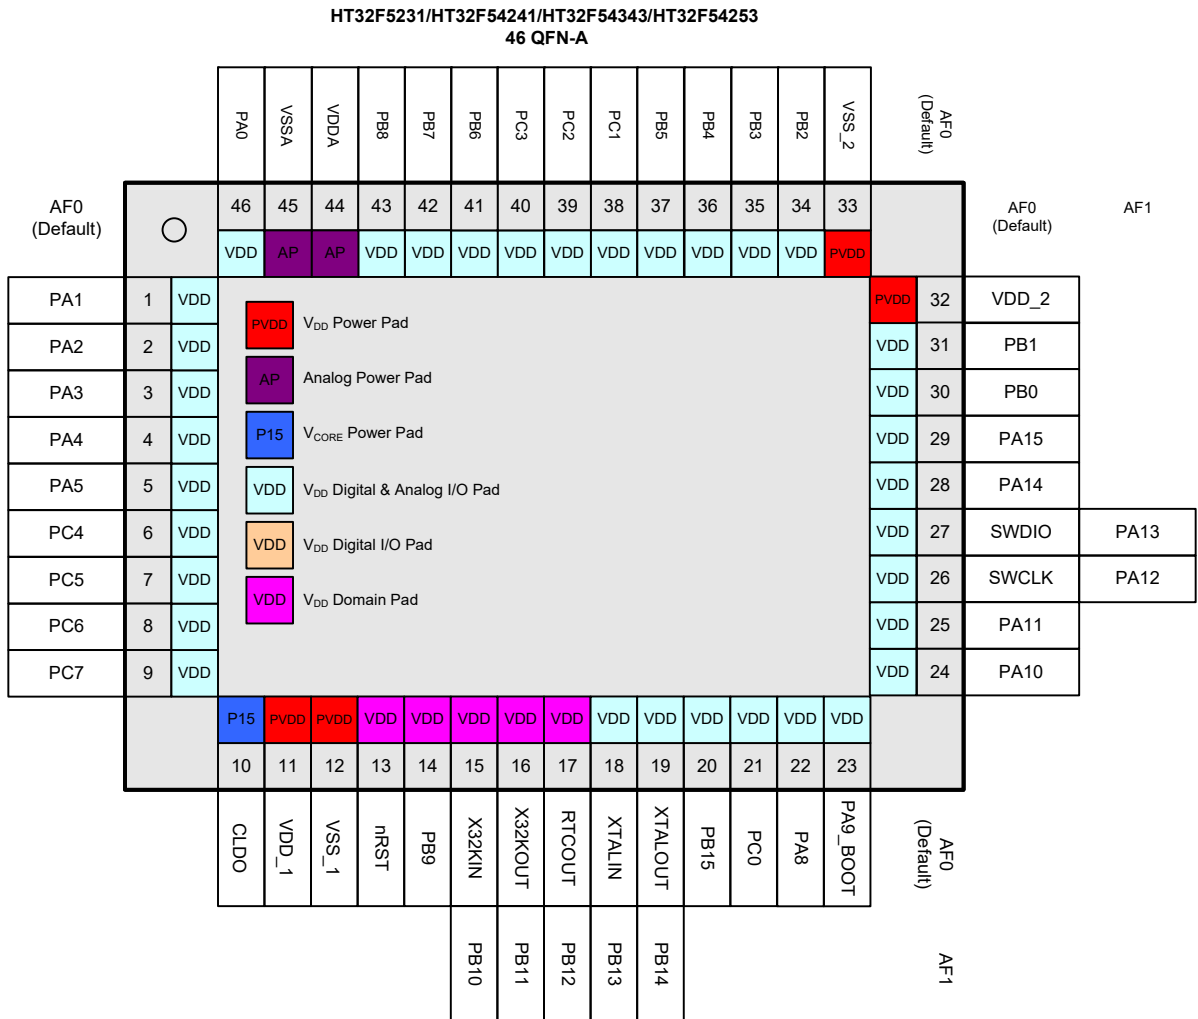 HT32F5231/HT32F54241/HT32F54343/HT32F54253
46 QFN-A
PA0 VSSA VDDA PB8 PB7 PB6 PC3 PC2 PC1 PB5 PB4 PB3 PB2 VSS_2
AF0
(Default)
AF0
(Default)
46 45 44 43 42 41 40 39 38 37 36 35 34 33
AF0
(Default)
AF1
VDD AP AP VDD VDD VDD VDD VDD VDD VDD VDD VDD VDD PVDD
PA1 1 VDD
PVDD 32 VDD_2
PA2 2 VDD
VDD 31 PB1
PA3 3 VDD
VDD 30 PB0
PA4 4 VDD
VDD 29 PA15
PA5 5 VDD
VDD 28 PA14
PC4 6 VDD
VDD 27 SWDIO PA13
PC5 7 VDD
VDD 26 SWCLK PA12
PC6 8 VDD
VDD 25 PA11
PC7 9 VDD
VDD 24 PA10
PVDD VDD Power Pad
AP Analog Power Pad
P15 VCORE Power Pad
VDD VDD Digital & Analog I/O Pad
VDD VDD Digital I/O Pad
VDD VDD Domain Pad
P15 PVDD PVDD VDD VDD VDD VDD VDD VDD VDD VDD VDD VDD VDD
10 11 12 13 14 15 16 17 18 19 20 21 22 23
CLDO VDD_1 VSS_1 nRST PB9 X32KIN X32KOUT RTCOUT XTALIN XTALOUT PB15 PC0 PA8 PA9_BOOT
AF0
(Default)
PB10 PB11 PB12 PB13 PB14
AF1